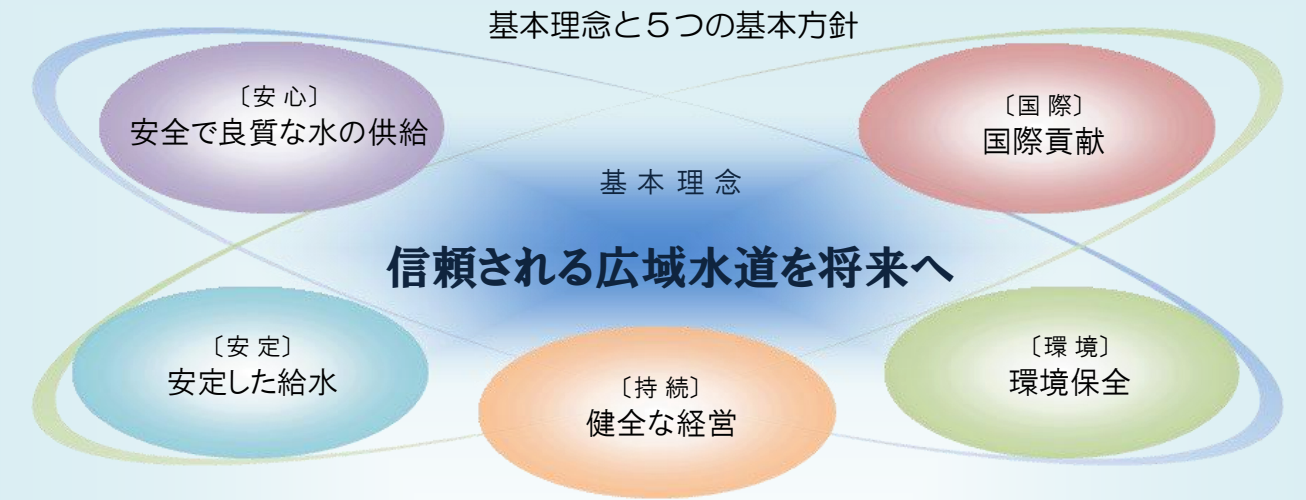 基本理念と５つの基本方針
〔安 心〕
安全で良質な水の供給
〔国 際〕
国際貢献
基 本 理 念
信頼される広域水道を将来へ
〔安 定〕
安定した給水
〔持 続〕
健全な経営
〔環 境〕
環境保全